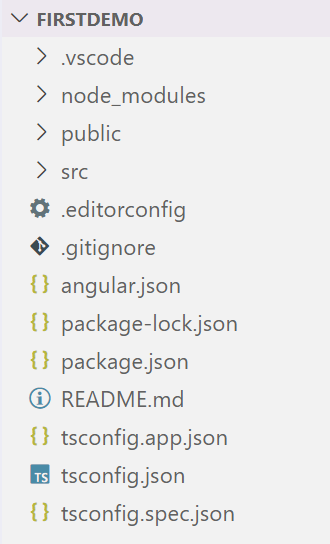 FIRSTDEMO
.vscode
node_modules
public
src
.editorconfig
.gitignore
{} angular.json
{} package-lock.json
{} package.json
README.md
{} tsconfig.app.json
TS tsconfig.json
{} tsconfig.spec.json